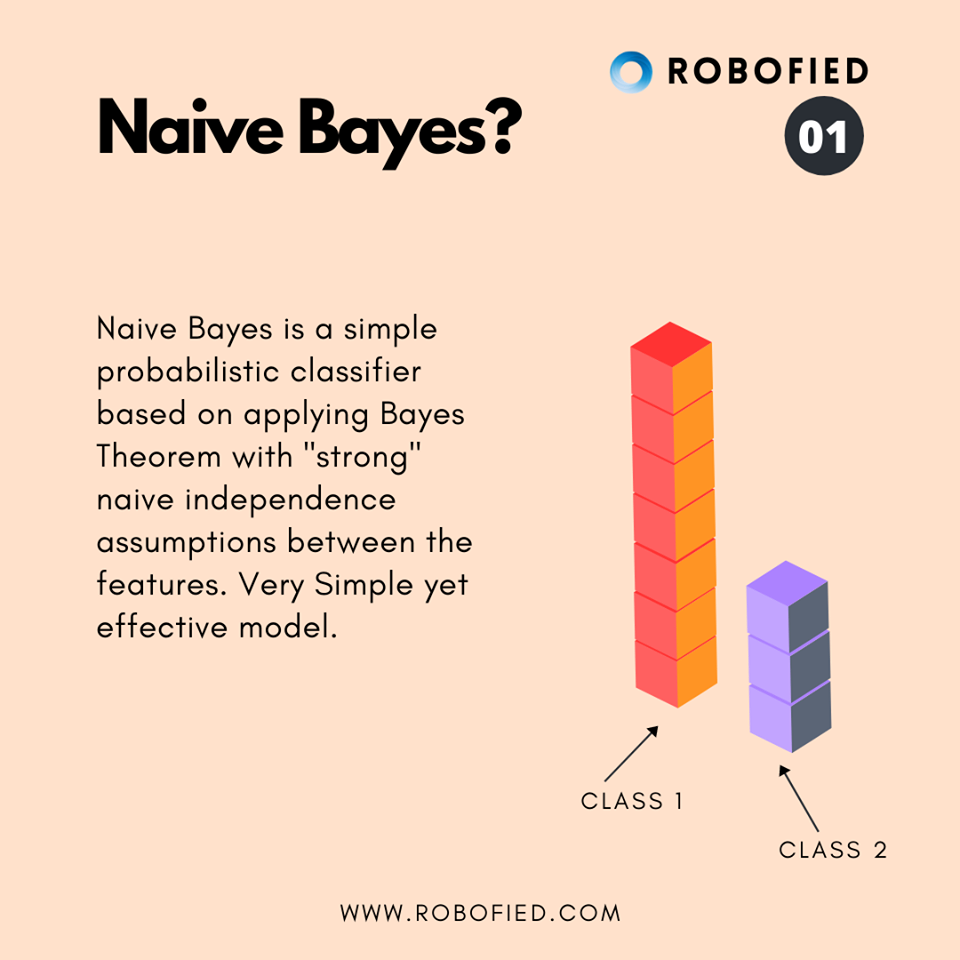 ROBOFIED
Naive Bayes?
01
Naive Bayes is a simple
probabilistic classifier
based on applying Bayes
Theorem with "strong"
naive independence
assumptions between the
features. Very Simple yet
effective model.
CLASS 1
CLASS 2
WWW.ROBOFIED.COM